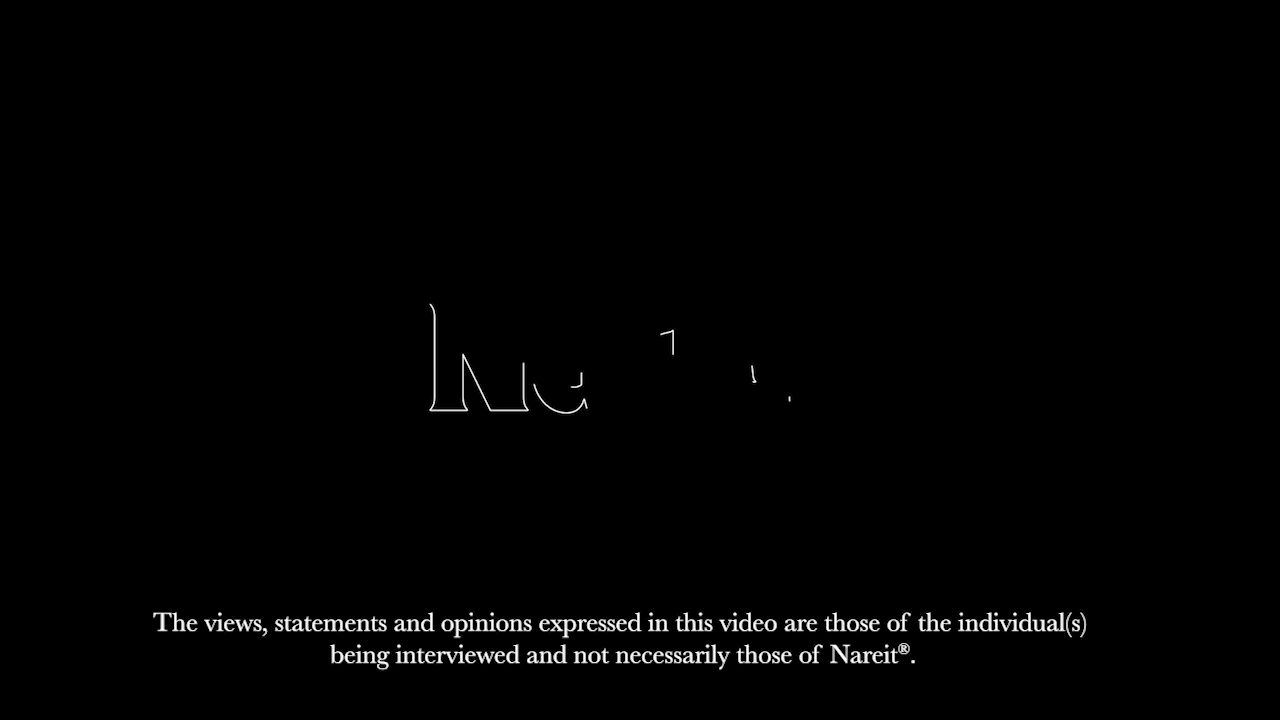 The views, statements and opinions expressed in this video are those of the individual(s)
being interviewed and not necessarily those of Nareit®.